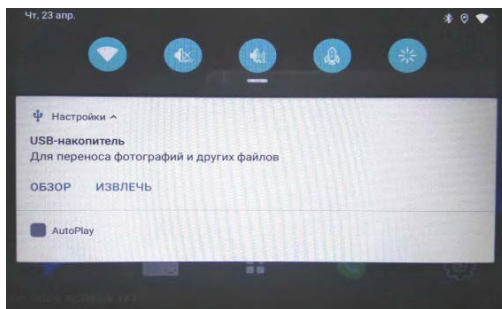 Чт, 23 апр.
Настройки
USB-накопитель
Для переноса фотографий и других файлов
ОБЗОР ИЗВЛЕЧЬ
AutoPlay